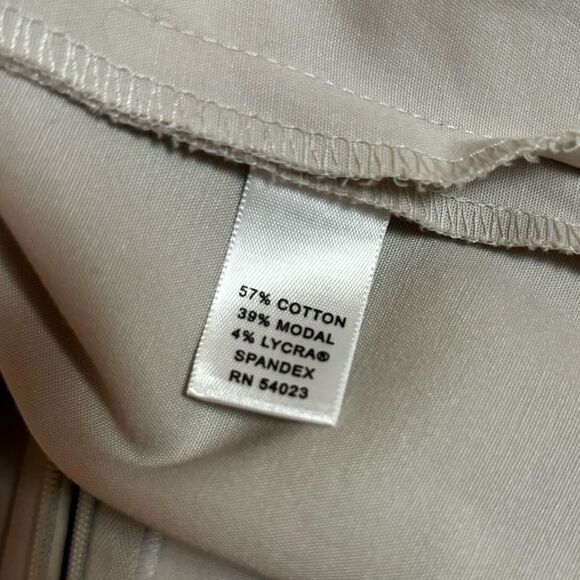 57% COTTON
39% MODAL
4% LYCRA®
SPANDEX
RN 54023